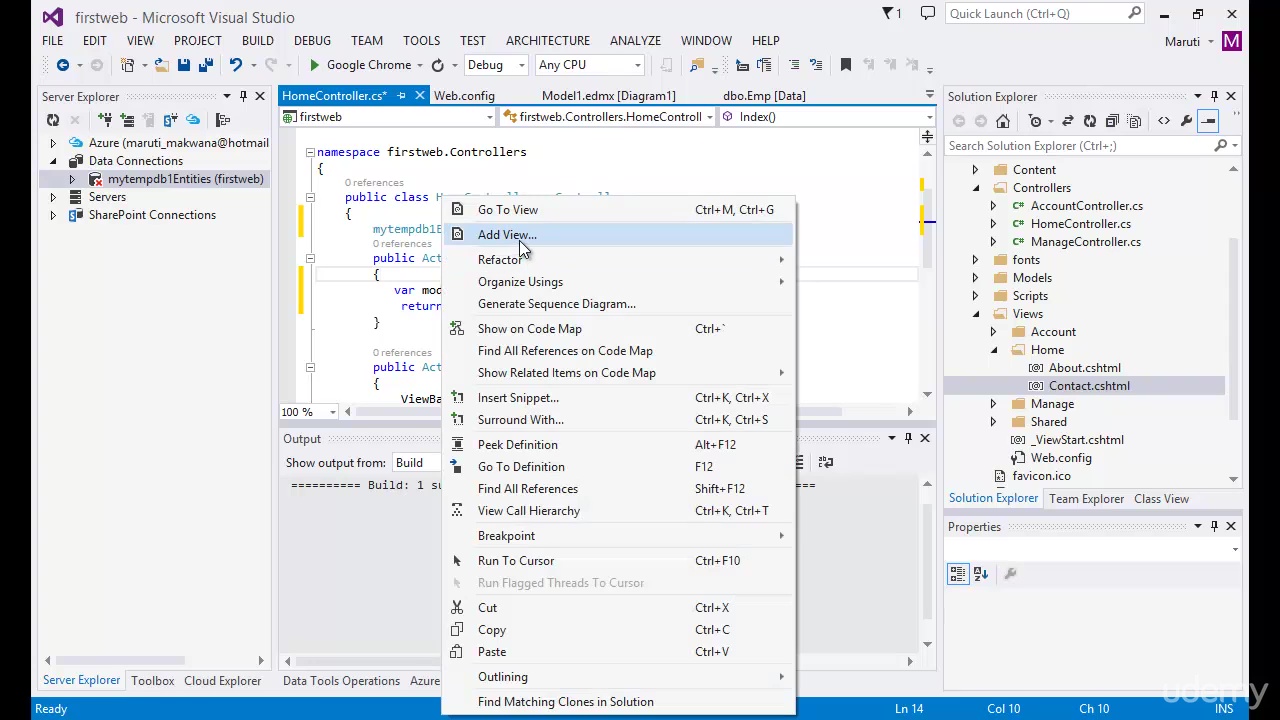 firstweb - Microsoft Visual Studio
1
Quick Launch (Ctrl+Q)
FILE EDIT VIEW PROJECT BUILD DEBUG TEAM TOOLS TEST ARCHITECTURE ANALYZE WINDOW HELP
Maruti M
Google Chrome Debug Any CPU
Server Explorer
Azure (maruti_makwana@hotmail
Data Connections
mytempdb1Entities (firstweb)
Servers
SharePoint Connections
Server Explorer Toolbox Cloud Explorer
HomeController.cs* Web.config Model1.edmx [Diagram1] dbo.Emp [Data]
firstweb firstweb.Controllers.HomeControll Index()
namespace firstweb.Controllers
{
0 references
public class
{
mytempdb1E
0 references
public Act
{
var mod
return
}
0 references
public Act
{
ViewBa
100 %
Output
Show output from: Build
========== Build: 1 su
Data Tools Operations Azure
Go To View Ctrl+M, Ctrl+G
Add View...
Refactor
Organize Usings
Generate Sequence Diagram...
Show on Code Map Ctrl+`
Find All References on Code Map
Show Related Items on Code Map
Insert Snippet... Ctrl+K, Ctrl+X
Surround With... Ctrl+K, Ctrl+S
Peek Definition Alt+F12
Go To Definition F12
Find All References Shift+F12
View Call Hierarchy Ctrl+K, Ctrl+T
Breakpoint
Run To Cursor Ctrl+F10
Run Flagged Threads To Cursor
Cut Ctrl+X
Copy Ctrl+C
Paste Ctrl+V
Outlining
Find Matching Clones in Solution
Solution Explorer
Search Solution Explorer (Ctrl+;)
Content
Controllers
C# AccountController.cs
C# HomeController.cs
C# ManageController.cs
fonts
Models
Scripts
Views
Account
Home
About.cshtml
Contact.cshtml
Manage
Shared
_ViewStart.cshtml
Web.config
favicon.ico
Solution Explorer Team Explorer Class View
Properties
udemy
Ready Ln 14 Col 10 Ch 10 INS